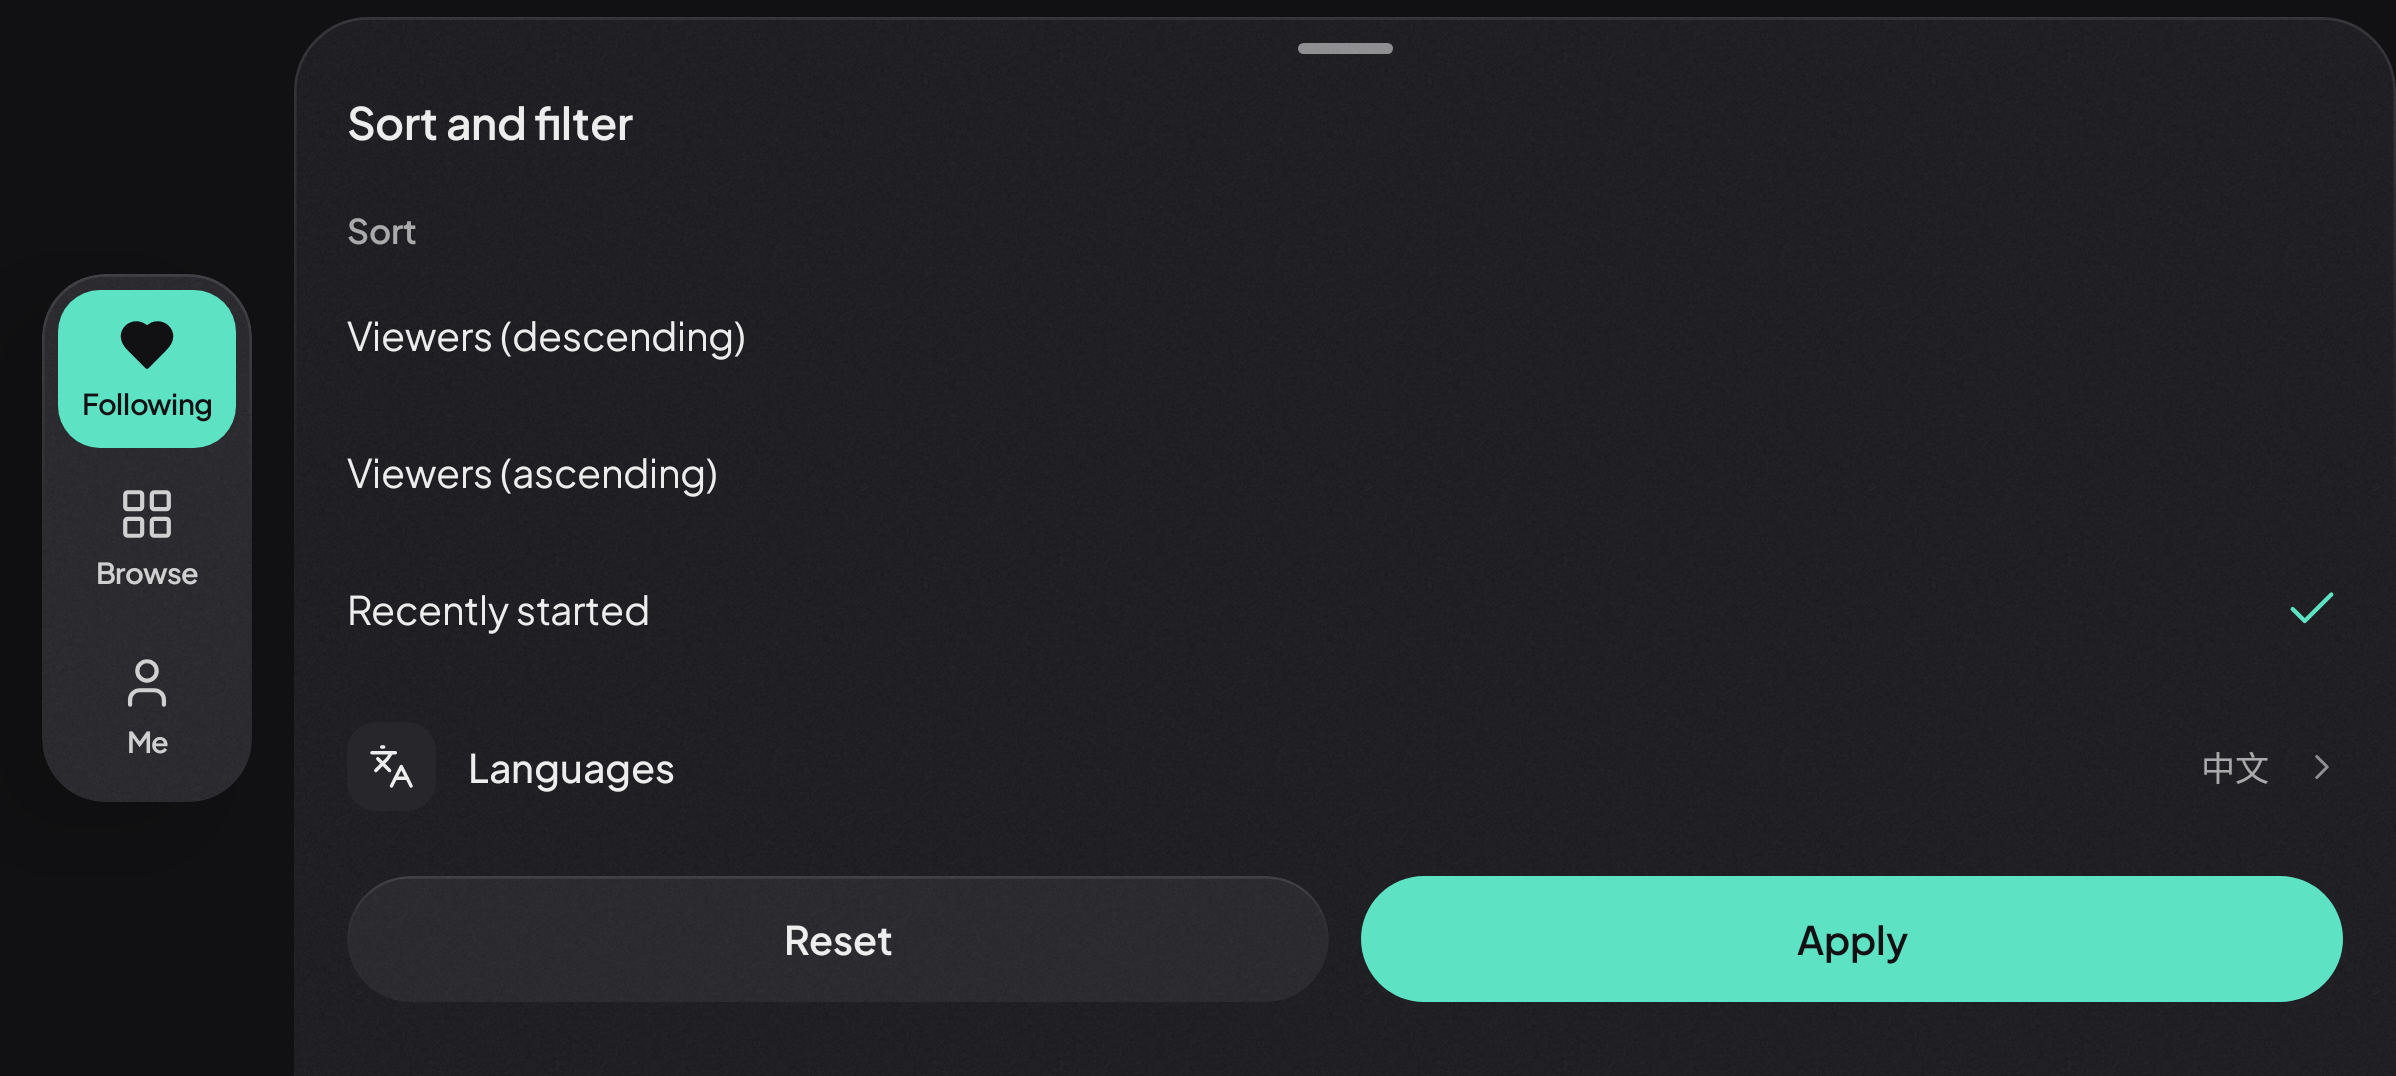 Sort and filter
Sort
Viewers (descending)
Viewers (ascending)
Recently started
Languages 中文
Reset Apply
Following
Browse
Me